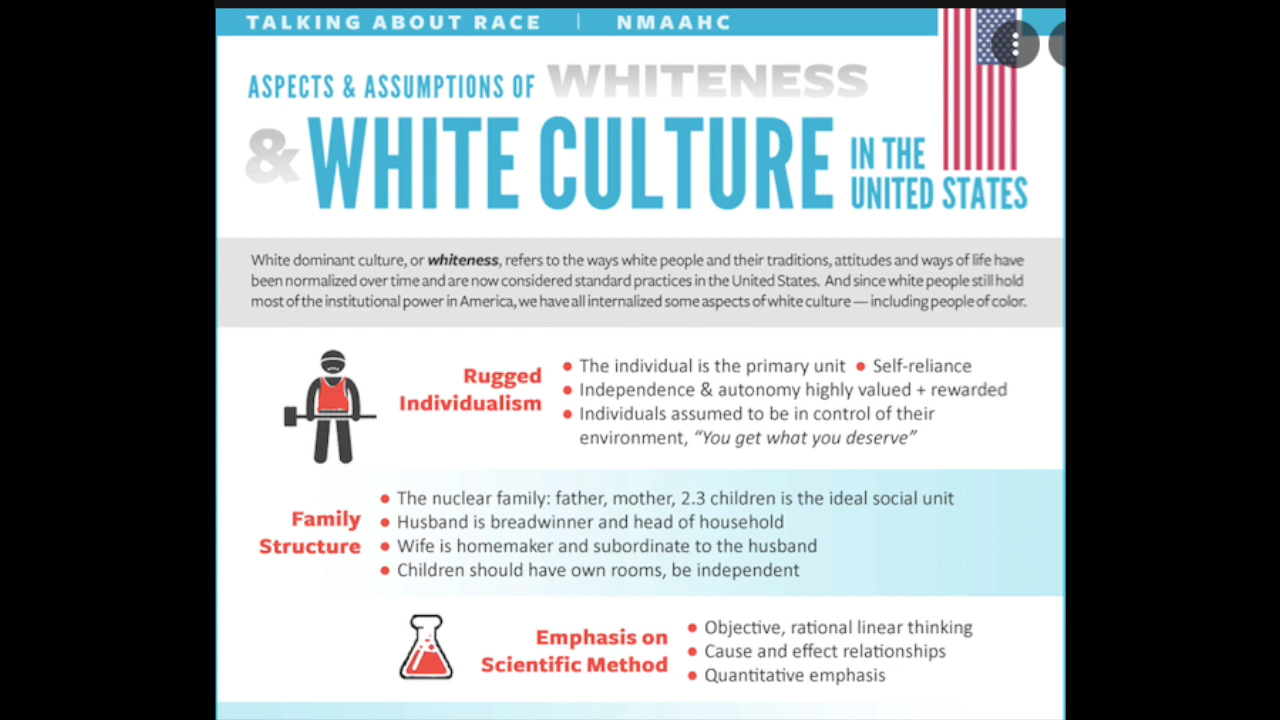 TALKING ABOUT RACE | NMAAHC
ASPECTS & ASSUMPTIONS OF WHITENESS
& WHITE CULTURE IN THE
UNITED STATES
White dominant culture, or whiteness, refers to the ways white people and their traditions, attitudes and ways of life have
been normalized over time and are now considered standard practices in the United States. And since white people still hold
most of the institutional power in America, we have all internalized some aspects of white culture — including people of color.
Rugged
Individualism
• The individual is the primary unit • Self-reliance
• Independence & autonomy highly valued + rewarded
• Individuals assumed to be in control of their
environment, “You get what you deserve”
Family
Structure
• The nuclear family: father, mother, 2.3 children is the ideal social unit
• Husband is breadwinner and head of household
• Wife is homemaker and subordinate to the husband
• Children should have own rooms, be independent
Emphasis on
Scientific Method
• Objective, rational linear thinking
• Cause and effect relationships
• Quantitative emphasis